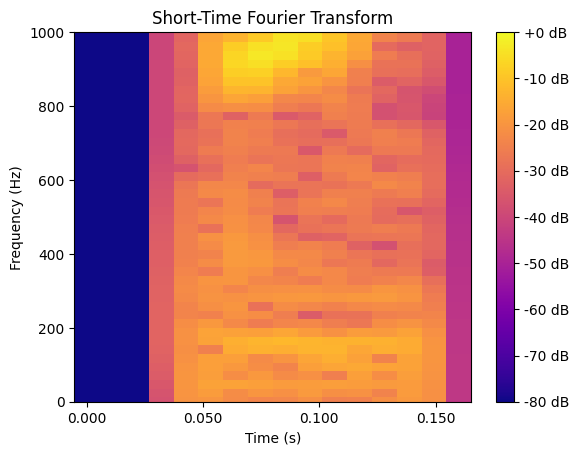 Short-Time Fourier Transform
1000
800
600
400
200
0
Frequency (Hz)
0.000
0.050
0.100
0.150
Time (s)
+0 dB
-10 dB
-20 dB
-30 dB
-40 dB
-50 dB
-60 dB
-70 dB
-80 dB